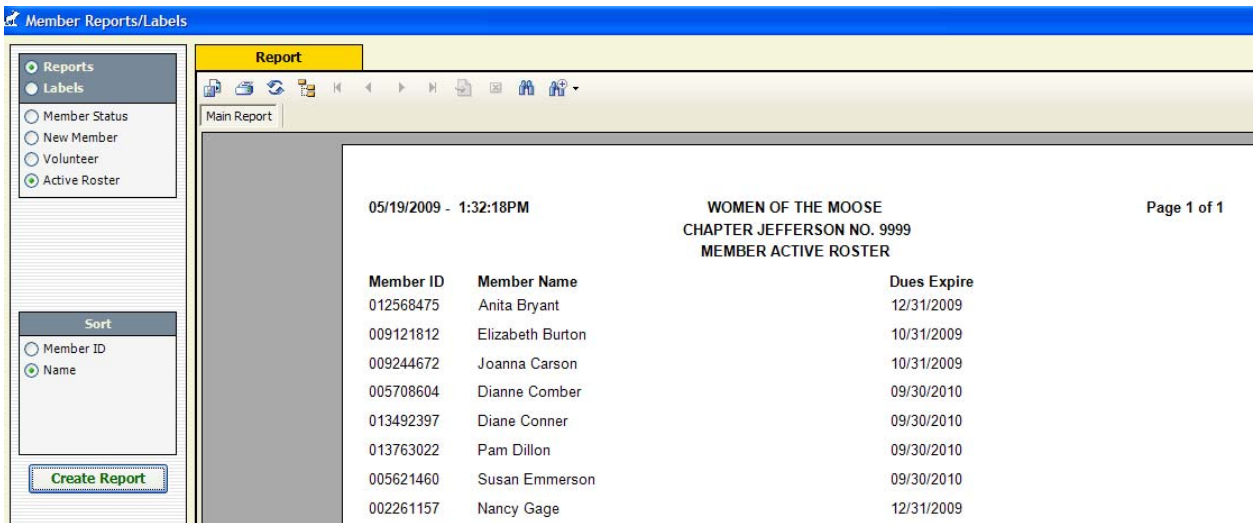 Member Reports/Labels
Reports
Labels
Member Status
New Member
Volunteer
Active Roster
Sort
Member ID
Name
Create Report
Report
Main Report
05/19/2009 - 1:32:18PM WOMEN OF THE MOOSE Page 1 of 1
CHAPTER JEFFERSON NO. 9999
MEMBER ACTIVE ROSTER
Member ID Member Name Dues Expire
012568475 Anita Bryant 12/31/2009
009121812 Elizabeth Burton 10/31/2009
009244672 Joanna Carson 10/31/2009
005708604 Dianne Comber 09/30/2010
013492397 Diane Conner 09/30/2010
013763022 Pam Dillon 09/30/2010
005621460 Susan Emmerson 09/30/2010
002261157 Nancy Gage 12/31/2009